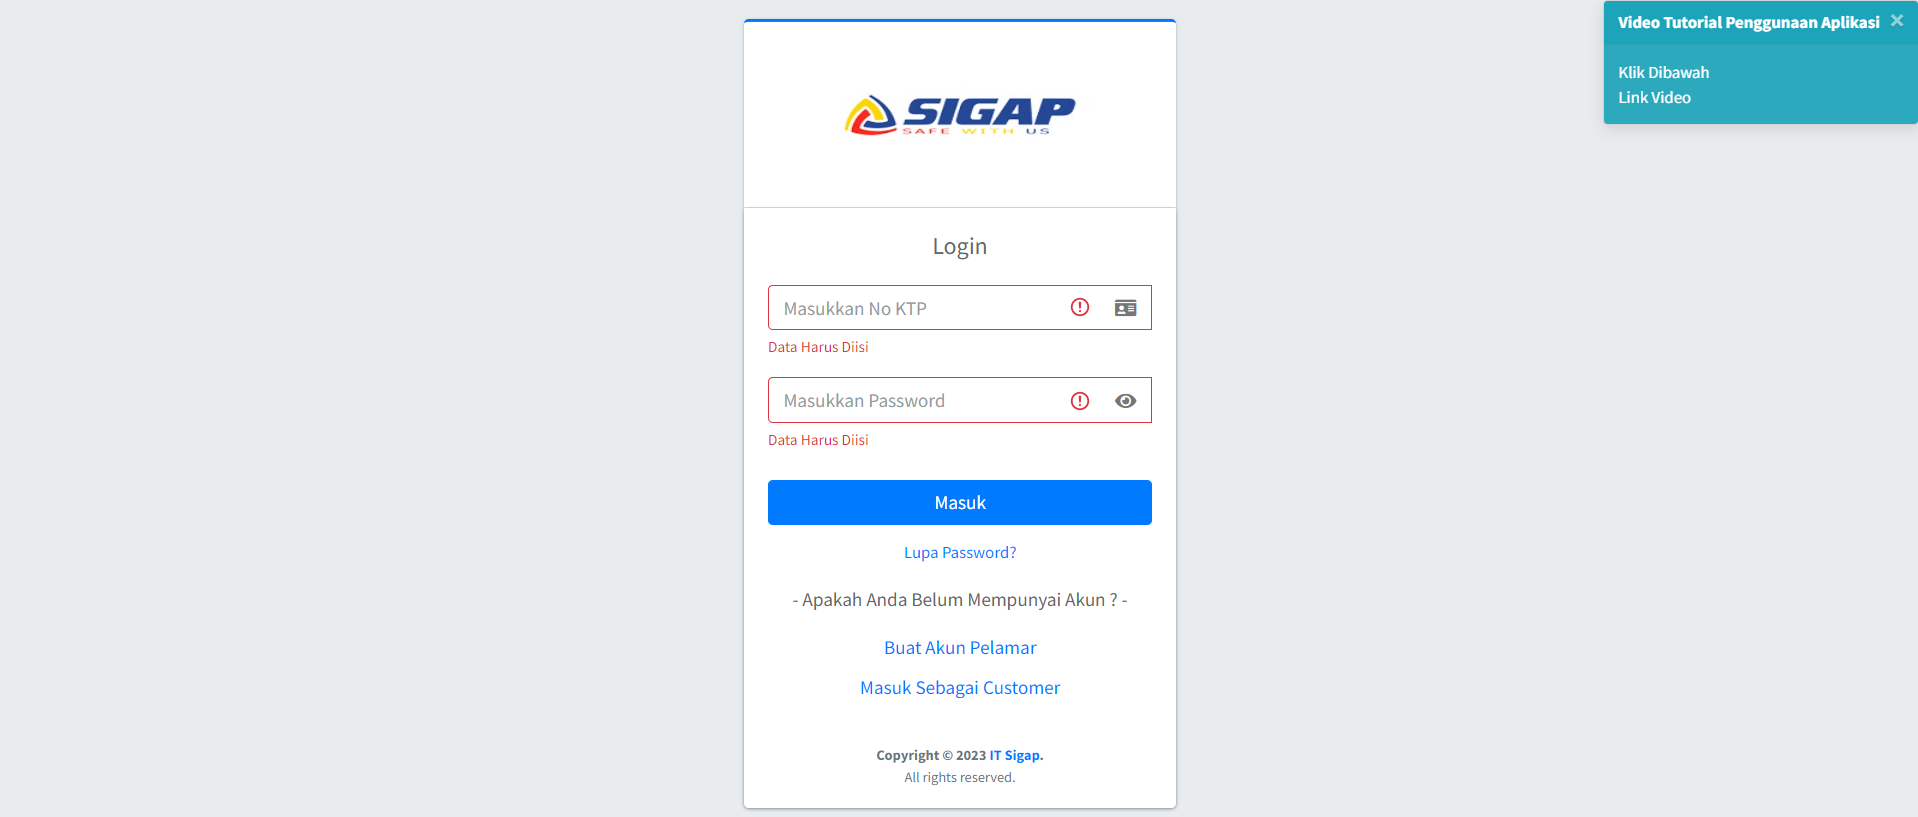 Video Tutorial Penggunaan Aplikasi ×
Klik Dibawah
Link Video
SIGAP
SAFE WITH US
Login
Masukkan No KTP
Data Harus Diisi
Masukkan Password
Data Harus Diisi
Masuk
Lupa Password?
- Apakah Anda Belum Mempunyai Akun ? -
Buat Akun Pelamar
Masuk Sebagai Customer
Copyright © 2023 IT Sigap.
All rights reserved.